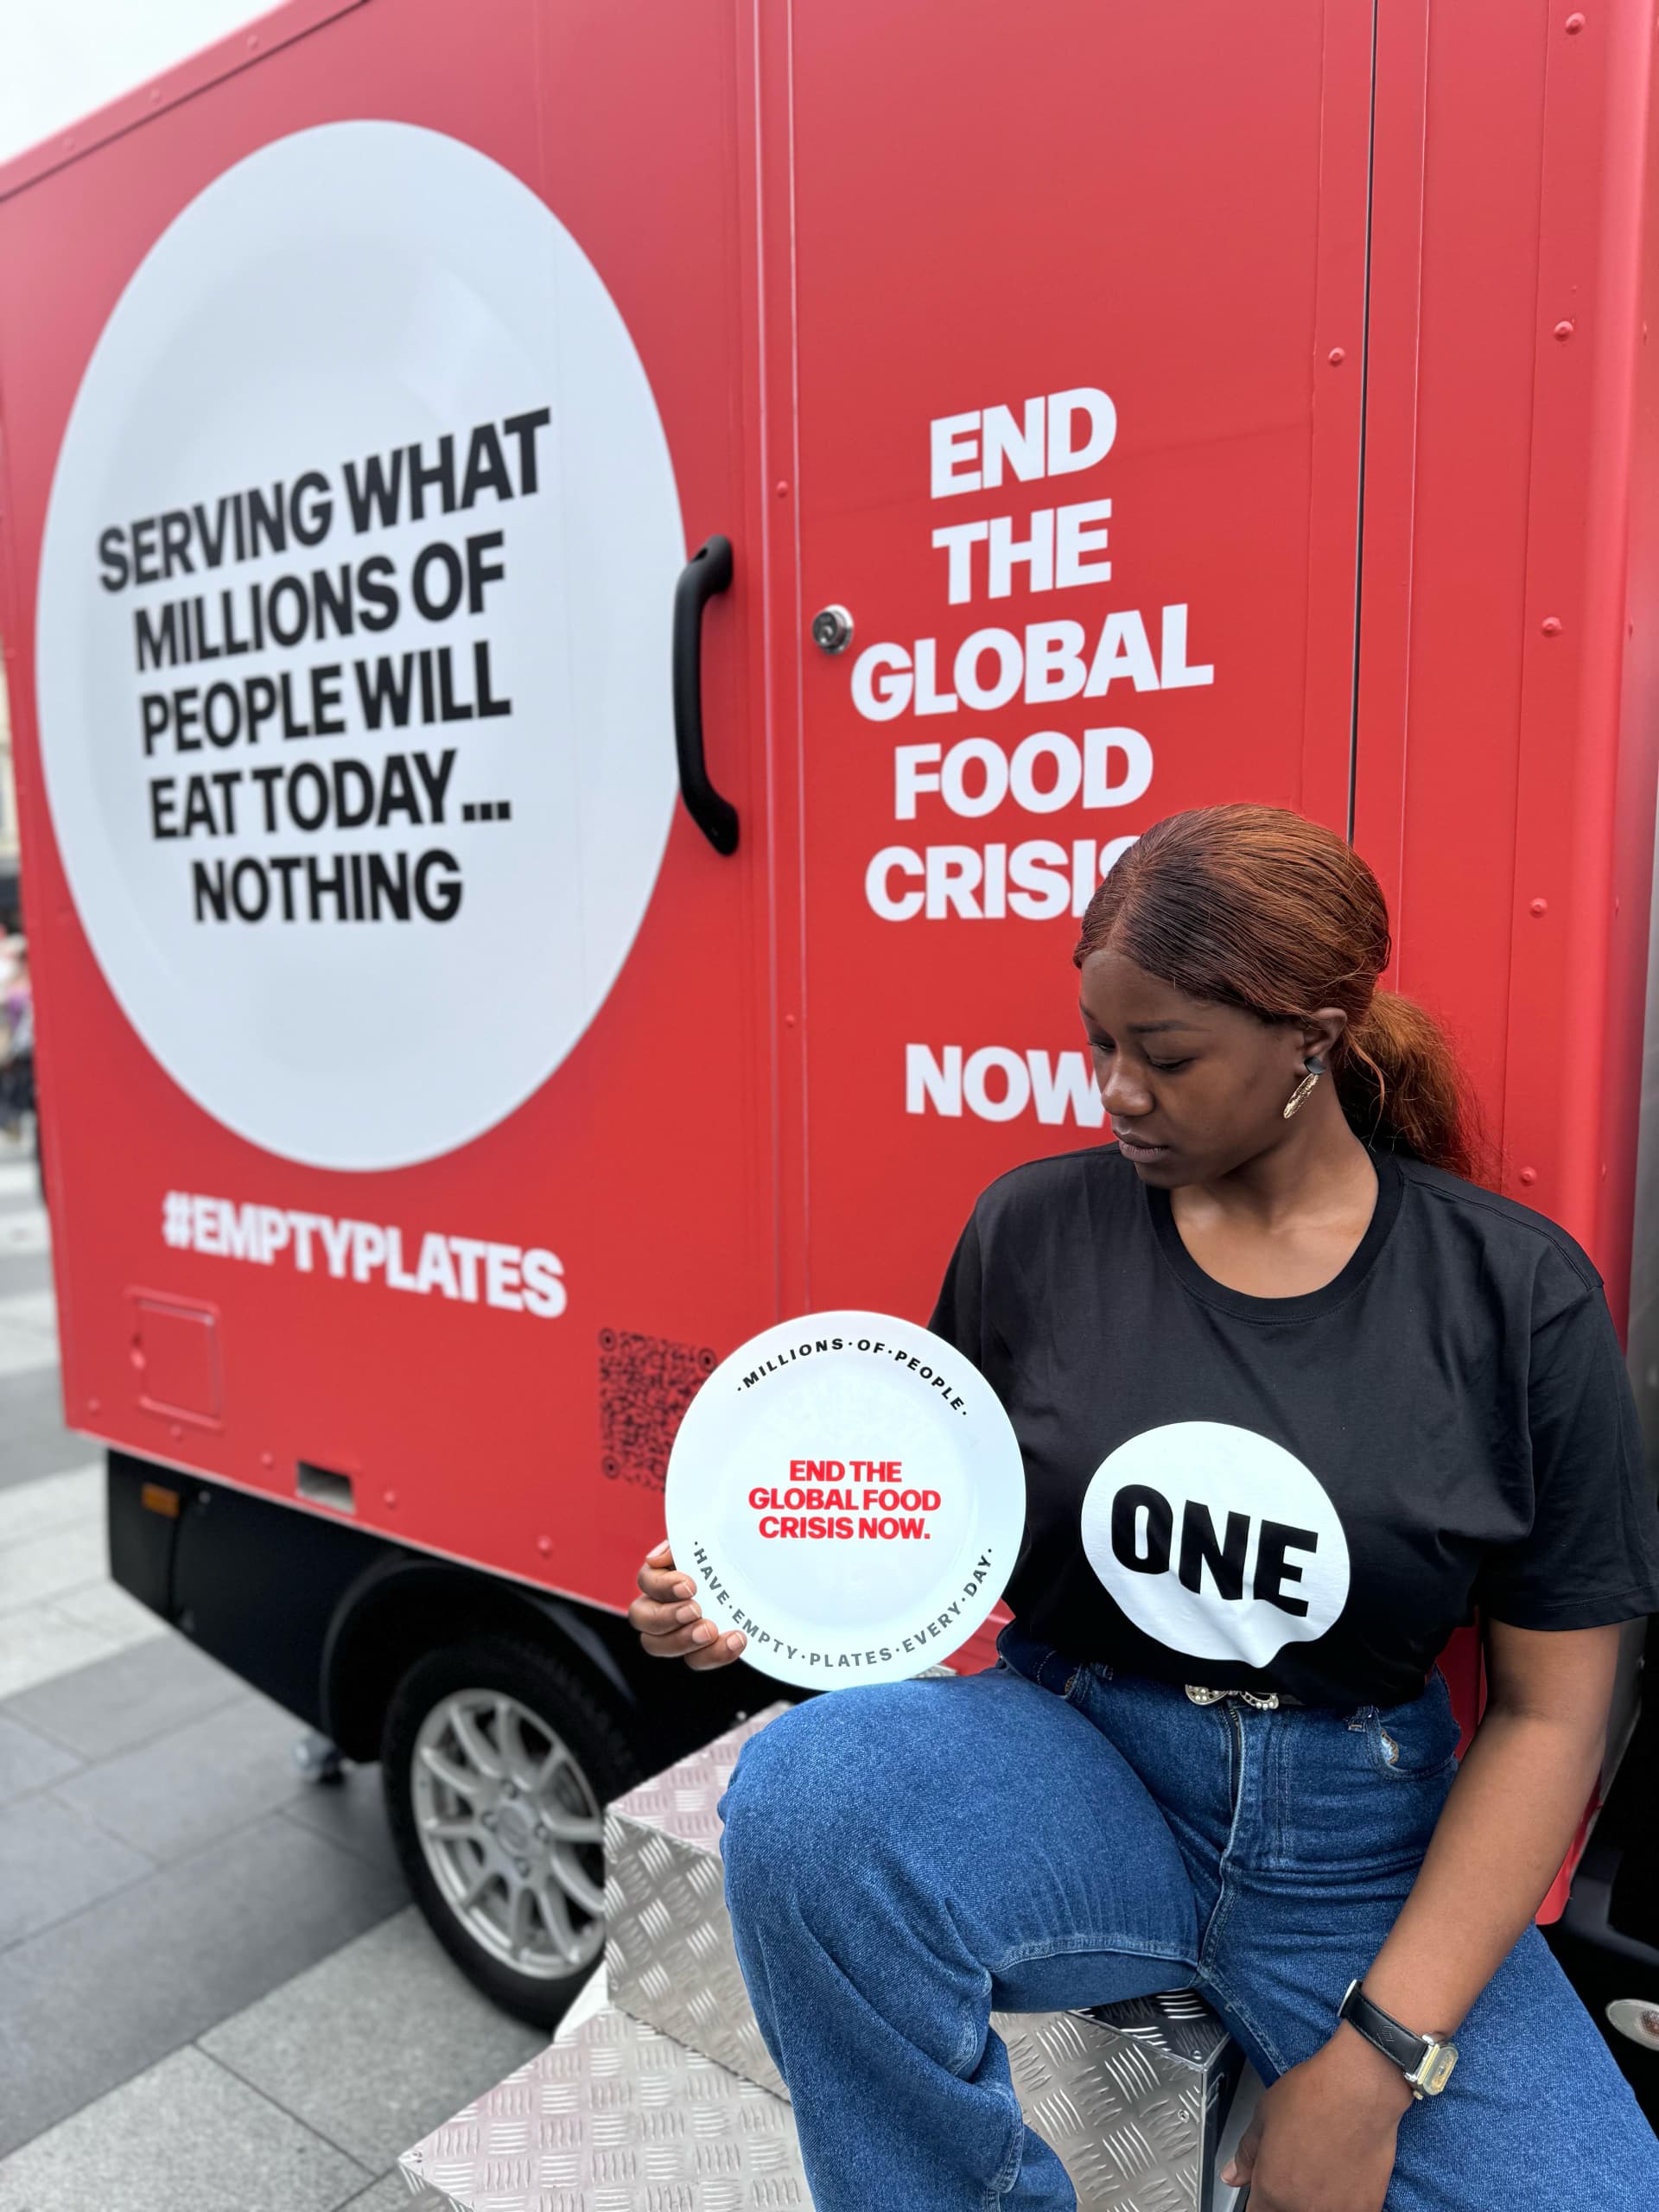 SERVING WHAT
MILLIONS OF
PEOPLE WILL
EAT TODAY...
NOTHING
#EMPTYPLATES
END
THE
GLOBAL
FOOD
CRISIS
NOW
·MILLIONS·OF·PEOPLE·
END THE
GLOBAL FOOD
CRISIS NOW.
·HAVE·EMPTY·PLATES·EVERY·DAY·
ONE